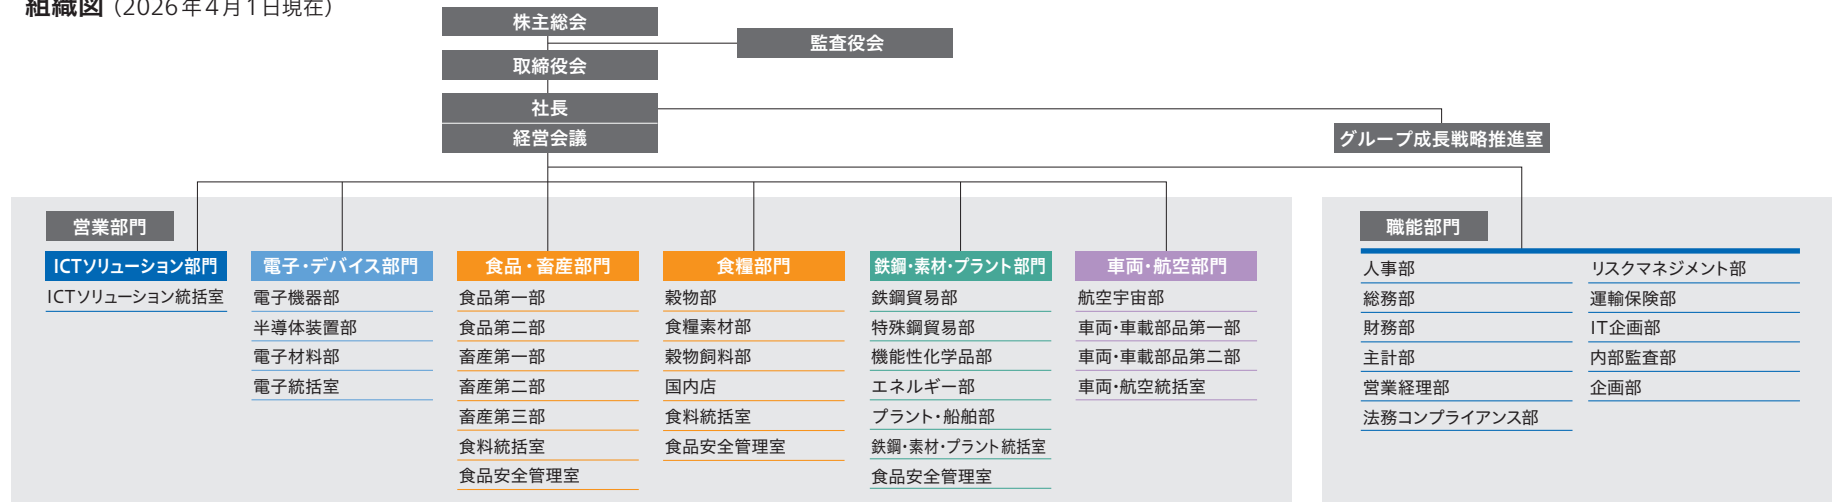 組織図（2026年4月1日現在）
株主総会
監査役会
取締役会
社長
経営会議
グループ成長戦略推進室
営業部門
ICTソリューション部門
ICTソリューション統括室
電子・デバイス部門
電子機器部
半導体装置部
電子材料部
電子統括室
食品・畜産部門
食品第一部
食品第二部
畜産第一部
畜産第二部
畜産第三部
食料統括室
食品安全管理室
食糧部門
穀物部
食糧素材部
穀物飼料部
国内店
食料統括室
食品安全管理室
鉄鋼・素材・プラント部門
鉄鋼貿易部
特殊鋼貿易部
機能性化学品部
エネルギー部
プラント・船舶部
鉄鋼・素材・プラント統括室
食品安全管理室
車両・航空部門
航空宇宙部
車両・車載部品第一部
車両・車載部品第二部
車両・航空統括室
職能部門
人事部
総務部
財務部
主計部
営業経理部
法務コンプライアンス部
リスクマネジメント部
運輸保険部
IT企画部
内部監査部
企画部